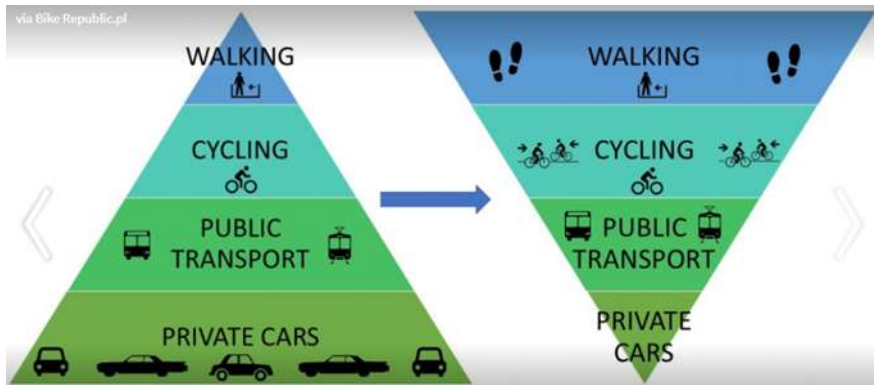 via Bike Republic.pl
WALKING
CYCLING
PUBLIC
TRANSPORT
PRIVATE CARS
WALKING
CYCLING
PUBLIC
TRANSPORT
PRIVATE
CARS